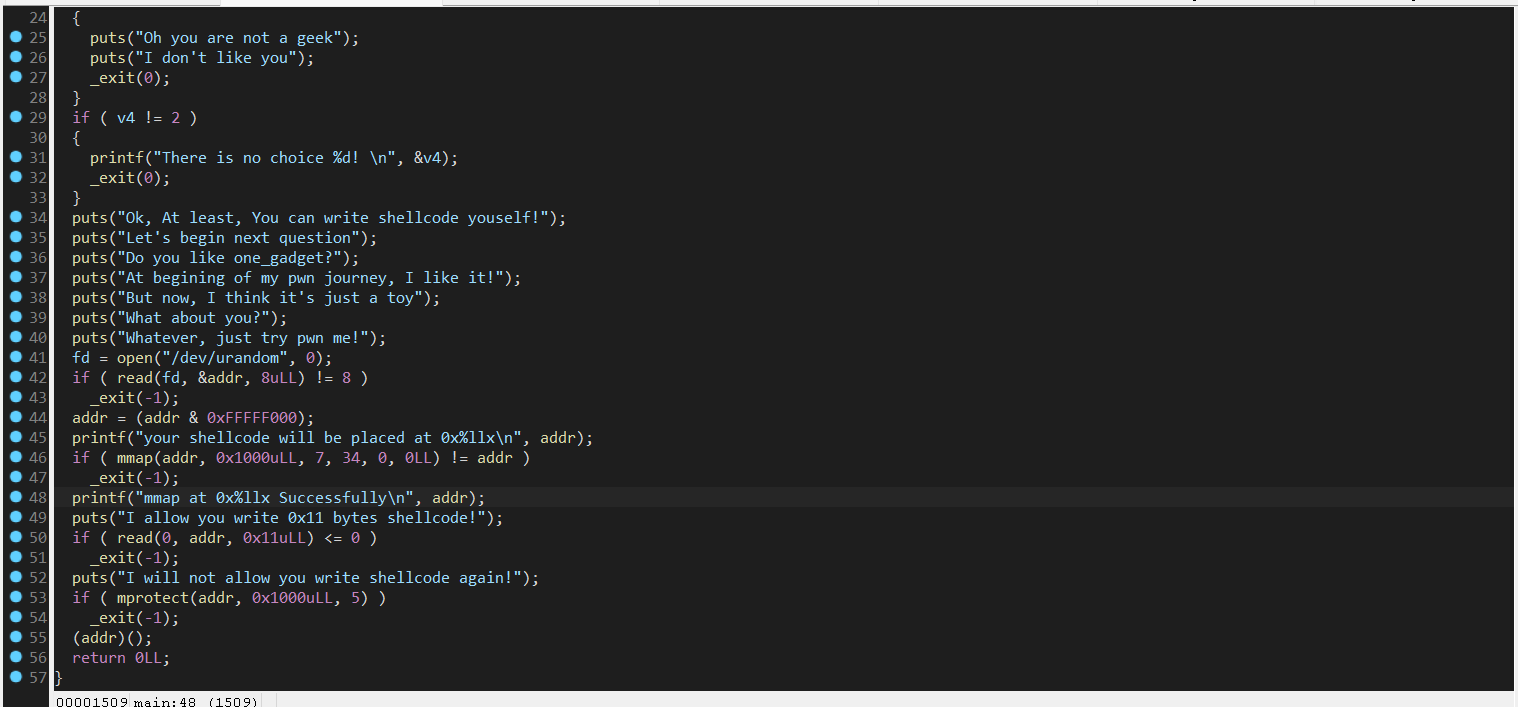 24 {
25 puts("Oh you are not a geek");
26 puts("I don't like you");
27 _exit(0);
28 }
29 if ( v4 != 2 )
30 {
31 printf("There is no choice %d! \n", &v4);
32 _exit(0);
33 }
34 puts("Ok, At least, You can write shellcode youself!");
35 puts("Let's begin next question");
36 puts("Do you like one_gadget?");
37 puts("At begining of my pwn journey, I like it!");
38 puts("But now, I think it's just a toy");
39 puts("What about you?");
40 puts("Whatever, just try pwn me!");
41 fd = open("/dev/urandom", 0);
42 if ( read(fd, &addr, 8uLL) != 8 )
43 _exit(-1);
44 addr = (addr & 0xFFFFF000);
45 printf("your shellcode will be placed at 0x%llx\n", addr);
46 if ( mmap(addr, 0x1000uLL, 7, 34, 0, 0LL) != addr )
47 _exit(-1);
48 printf("mmap at 0x%llx Successfully\n", addr);
49 puts("I allow you write 0x11 bytes shellcode!");
50 if ( read(0, addr, 0x11uLL) <= 0 )
51 _exit(-1);
52 puts("I will not allow you write shellcode again!");
53 if ( mprotect(addr, 0x1000uLL, 5) )
54 _exit(-1);
55 (addr)();
56 return 0LL;
57 }
00001509 main:48 (1509)